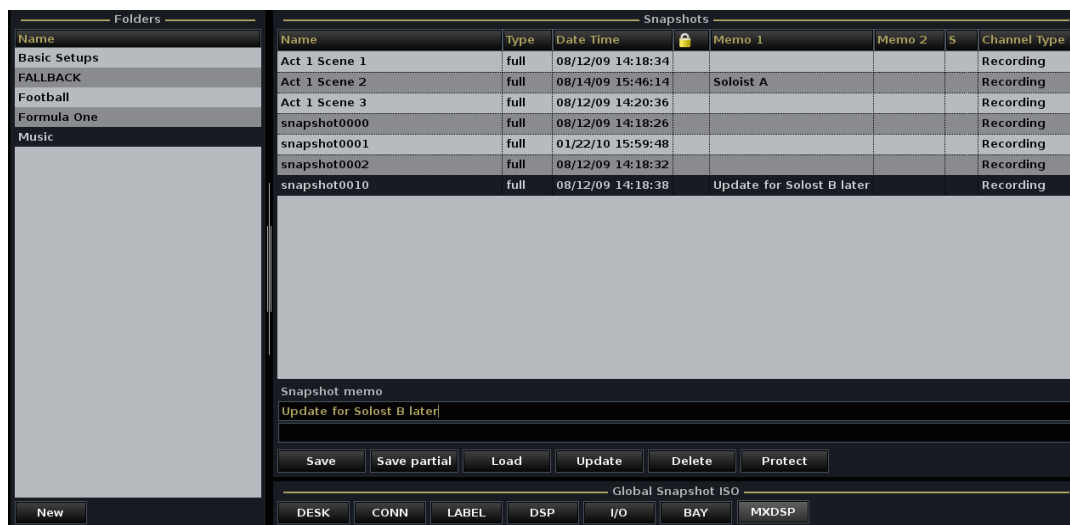 Folders
Name
Basic Setups
FALLBACK
Football
Formula One
Music
New
Snapshots
Name Type Date Time Memo 1 Memo 2 S Channel Type
Act 1 Scene 1 full 08/12/09 14:18:34 Recording
Act 1 Scene 2 full 08/14/09 15:46:14 Soloist A Recording
Act 1 Scene 3 full 08/12/09 14:20:36 Recording
snapshot0000 full 08/12/09 14:18:26 Recording
snapshot0001 full 01/22/10 15:59:48 Recording
snapshot0002 full 08/12/09 14:18:32 Recording
snapshot0010 full 08/12/09 14:18:38 Update for Solost B later Recording
Snapshot memo
Update for Solost B later
Save Save partial Load Update Delete Protect
Global Snapshot ISO
DESK CONN LABEL DSP I/O BAY MXDSP